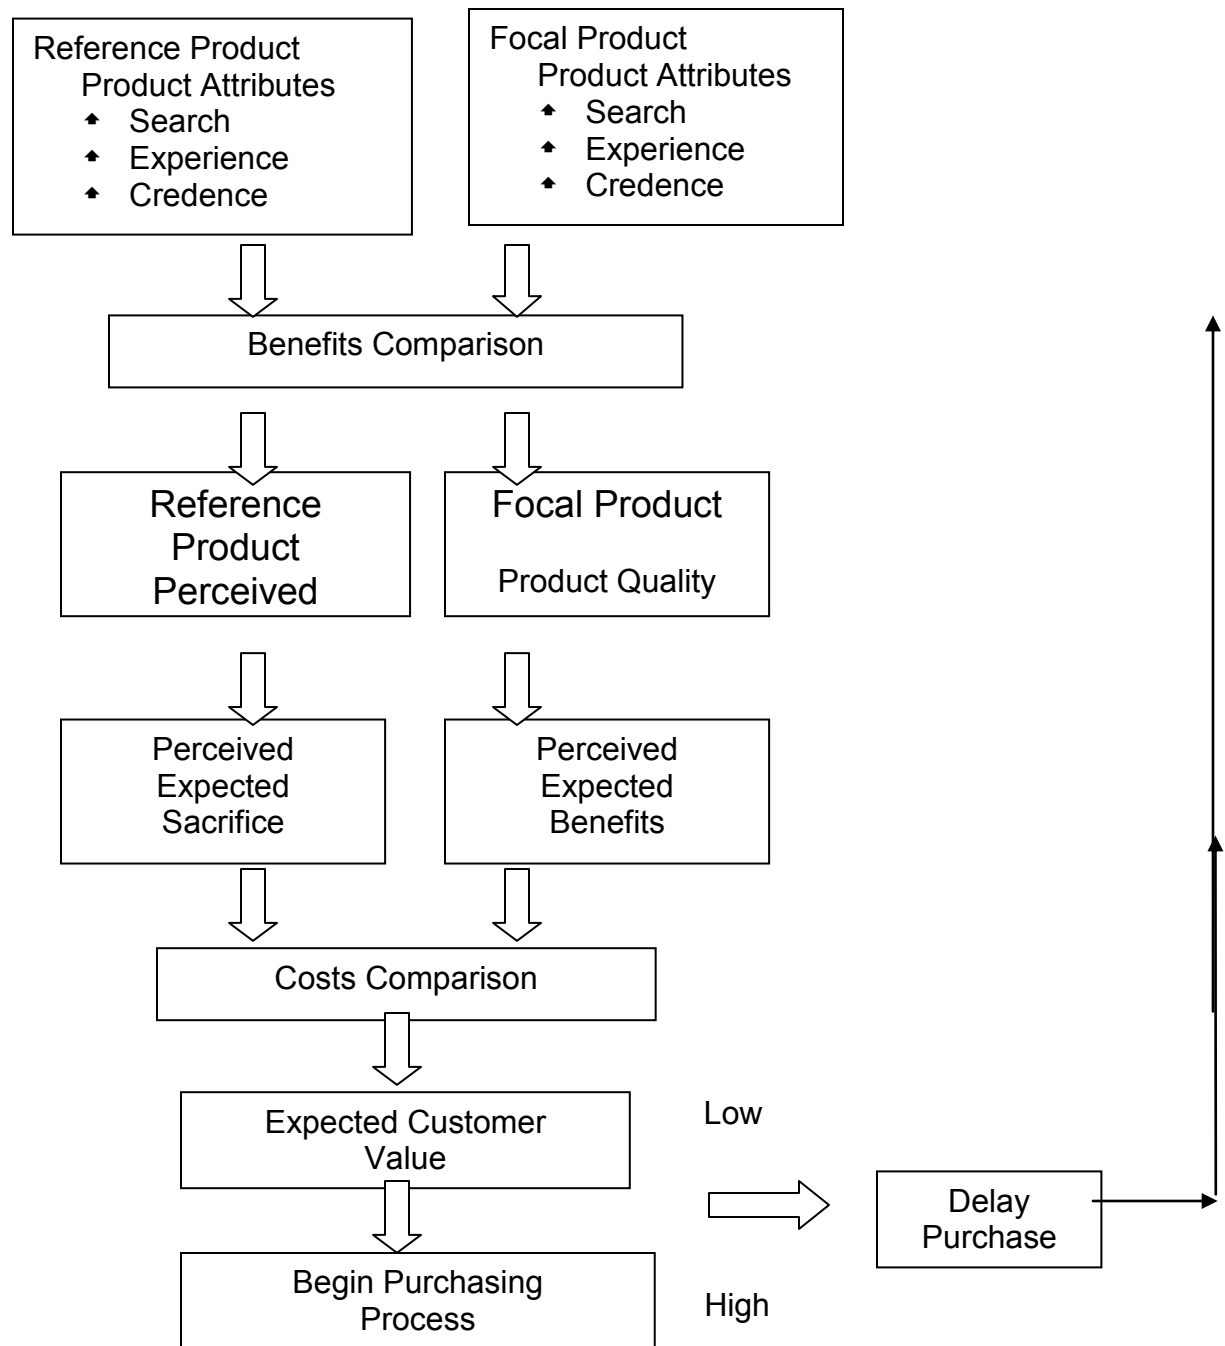 Reference Product
Product Attributes
Search
Experience
Credence
Focal Product
Product Attributes
Search
Experience
Credence
Benefits Comparison
Reference
Product
Perceived
Focal Product
Product Quality
Perceived
Expected
Sacrifice
Perceived
Expected
Benefits
Costs Comparison
Expected Customer
Value
Low
Delay
Purchase
Begin Purchasing
Process
High